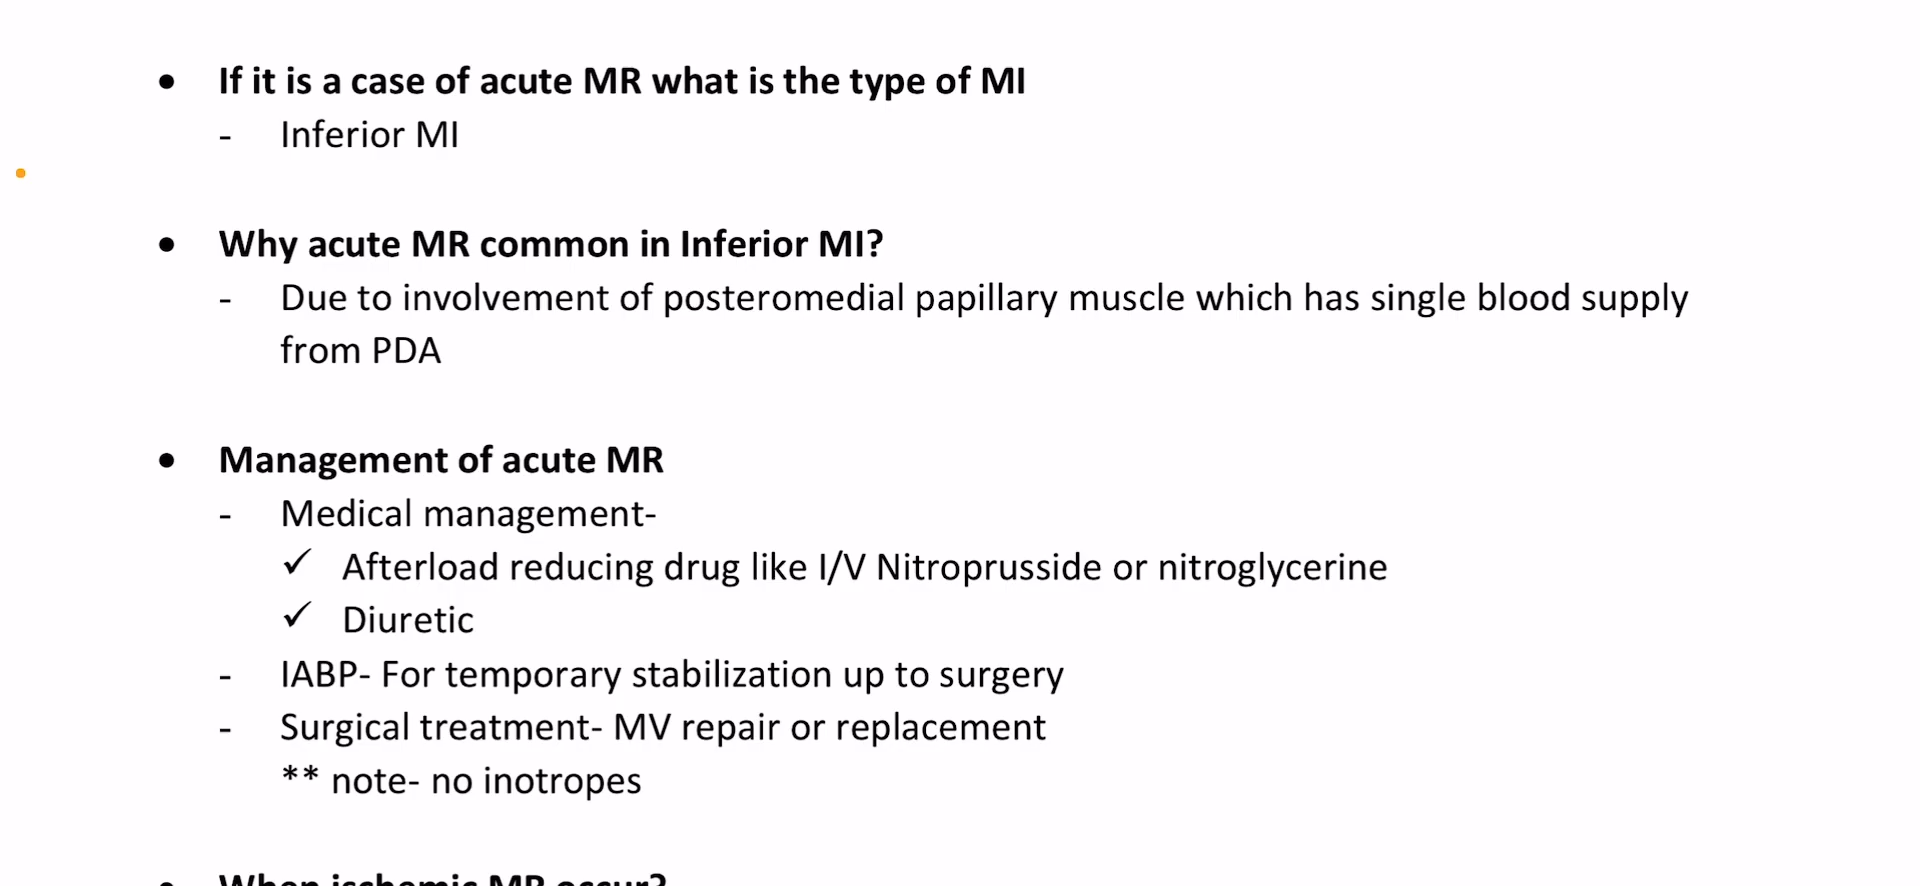 • If it is a case of acute MR what is the type of MI
- Inferior MI
• Why acute MR common in Inferior MI?
- Due to involvement of posteromedial papillary muscle which has single blood supply
from PDA
• Management of acute MR
- Medical management-
✓ Afterload reducing drug like I/V Nitroprusside or nitroglycerine
✓ Diuretic
- IABP- For temporary stabilization up to surgery
- Surgical treatment- MV repair or replacement
** note- no inotropes
• When ischemic MR occur?